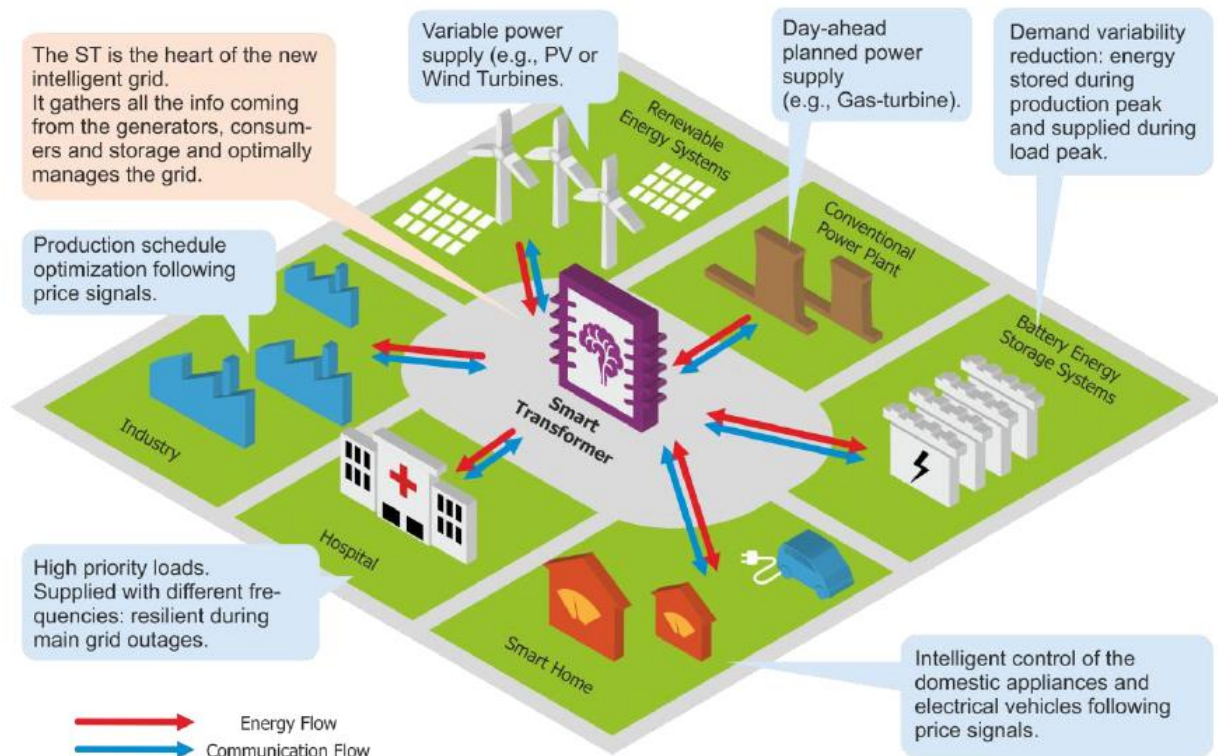 The ST is the heart of the new
intelligent grid.
It gathers all the info coming
from the generators, consum-
ers and storage and optimally
manages the grid.
Variable power
supply (e.g., PV or
Wind Turbines.
Day-ahead
planned power
supply
(e.g., Gas-turbine).
Demand variability
reduction: energy
stored during
production peak
and supplied during
load peak.
Renewable
Energy Systems
Conventional
Power Plant
Production schedule
optimization following
price signals.
Battery Energy
Storage Systems
Smart
Transformer
Industry
Hospital
High priority loads.
Supplied with different fre-
quencies: resilient during
main grid outages.
Smart Home
Intelligent control of the
domestic appliances and
electrical vehicles following
price signals.
Energy Flow
Communication Flow